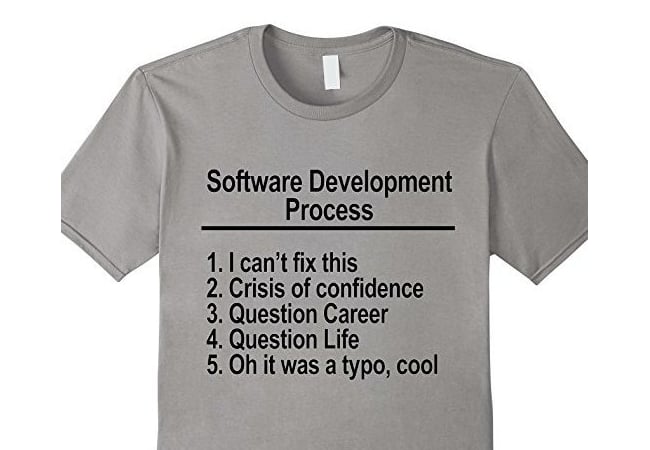 Software Development
Process
1. I can't fix this
2. Crisis of confidence
3. Question Career
4. Question Life
5. Oh it was a typo, cool